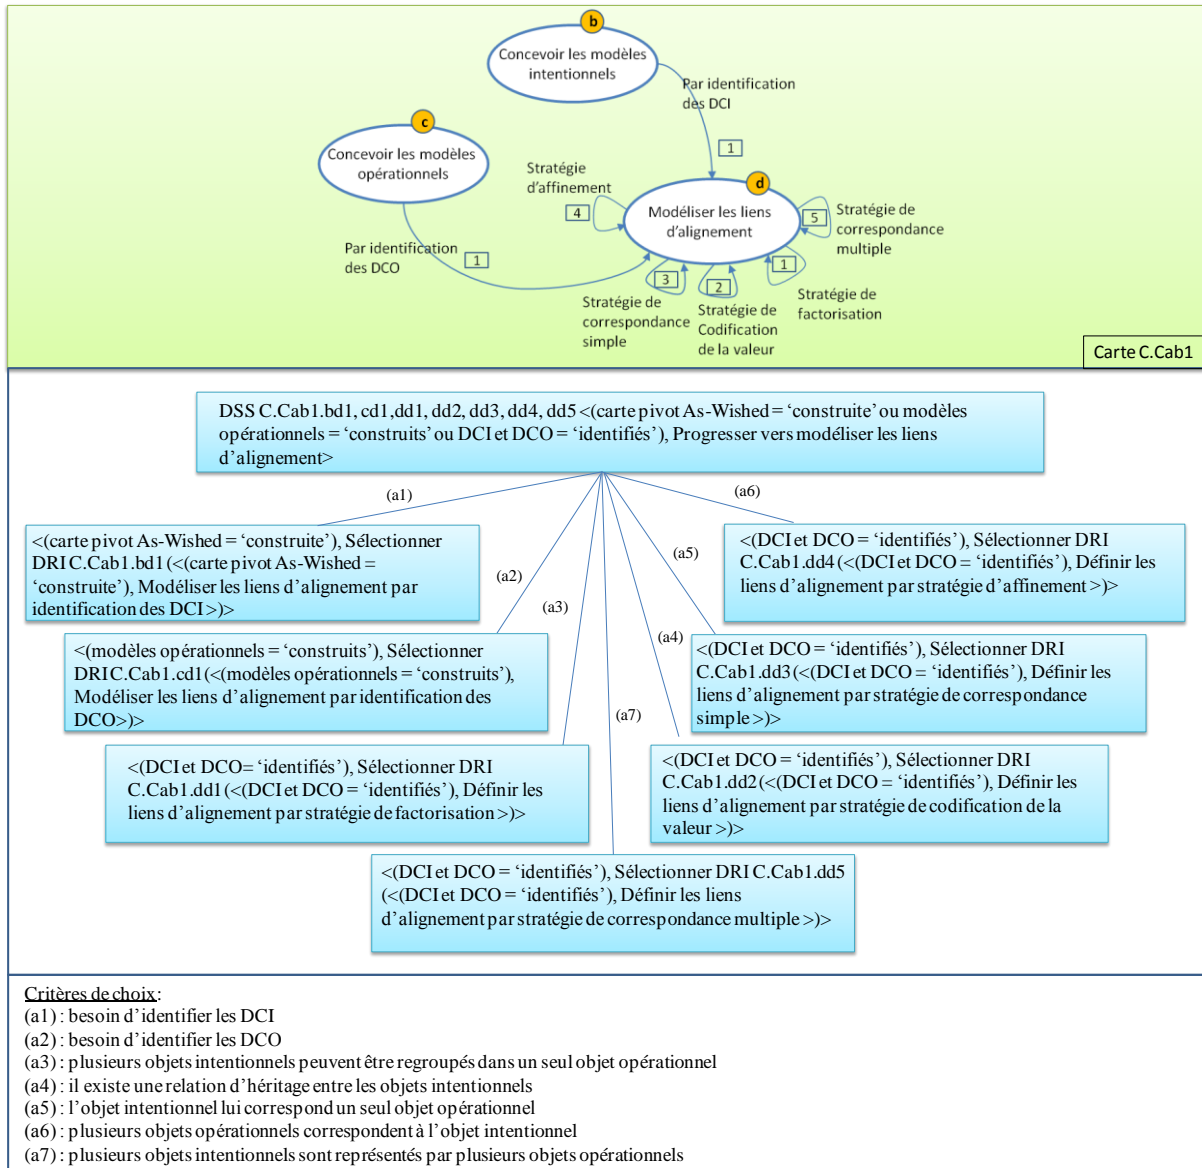 b
Concevoir les modèles
intentionnels
Par identification
des DCI
1
c
Concevoir les modèles
opérationnels
Par identification
des DCO
1
d
Modéliser les liens
d'alignement
Stratégie
d'affinement
4
5
Stratégie de
correspondance
multiple
3
Stratégie de
correspondance
simple
2
Stratégie de
Codification
de la valeur
1
Stratégie de
factorisation
Carte C.Cab1
DSS C.Cab1.bd1, cd1,dd1, dd2, dd3, dd4, dd5 <(carte pivot As-Wished = ‘construite’ ou modèles
opérationnels = ‘construits’ ou DCI et DCO = ‘identifiés’), Progresser vers modéliser les liens
d’alignement>
(a1)
(a2)
(a3)
(a7)
(a4)
(a5)
(a6)
<(carte pivot As-Wished = ‘construite’), Sélectionner
DRI C.Cab1.bd1 (<(carte pivot As-Wished =
‘construite’), Modéliser les liens d’alignement par
identification des DCI >)>
<(modèles opérationnels = ‘construits’), Sélectionner
DRI C.Cab1.cd1(<(modèles opérationnels = ‘construits’),
Modéliser les liens d’alignement par identification des
DCO>)>
<(DCI et DCO= ‘identifiés’), Sélectionner DRI
C.Cab1.dd1 (<(DCI et DCO = ‘identifiés’), Définir les
liens d’alignement par stratégie de factorisation >)>
<(DCI et DCO = ‘identifiés’), Sélectionner DRI C.Cab1.dd5
(<(DCI et DCO = ‘identifiés’), Définir les liens
d’alignement par stratégie de correspondance multiple >)>
<(DCI et DCO = ‘identifiés’), Sélectionner DRI
C.Cab1.dd2 (<(DCI et DCO = ‘identifiés’), Définir
les liens d’alignement par stratégie de codification de la
valeur >)>
<(DCI et DCO = ‘identifiés’), Sélectionner DRI
C.Cab1.dd3 (<(DCI et DCO = ‘identifiés’), Définir les
liens d’alignement par stratégie de correspondance
simple >)>
<(DCI et DCO = ‘identifiés’), Sélectionner DRI
C.Cab1.dd4 (<(DCI et DCO = ‘identifiés’), Définir
les liens d’alignement par stratégie d’affinement >)>
Critères de choix:
(a1) : besoin d’identifier les DCI
(a2) : besoin d’identifier les DCO
(a3) : plusieurs objets intentionnels peuvent être regroupés dans un seul objet opérationnel
(a4) : il existe une relation d’héritage entre les objets intentionnels
(a5) : l’objet intentionnel lui correspond un seul objet opérationnel
(a6) : plusieurs objets opérationnels correspondent à l’objet intentionnel
(a7) : plusieurs objets intentionnels sont représentés par plusieurs objets opérationnels